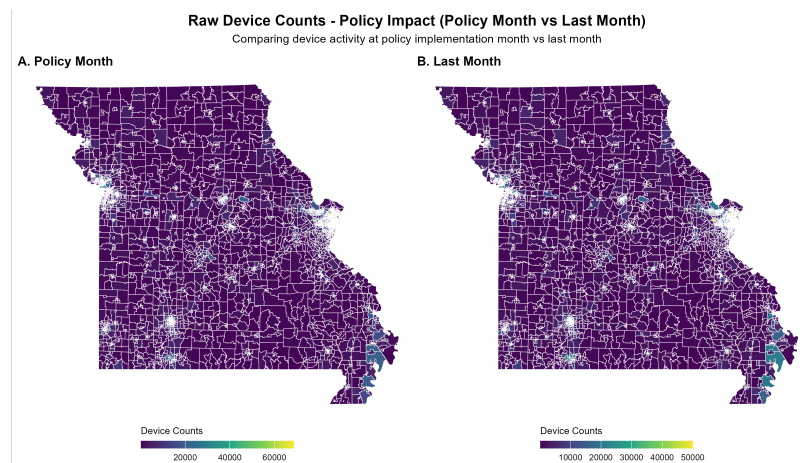 Raw Device Counts - Policy Impact (Policy Month vs Last Month)
Comparing device activity at policy implementation month vs last month
A. Policy Month
B. Last Month
Device Counts
20000 40000 60000
Device Counts
10000 20000 30000 40000 50000